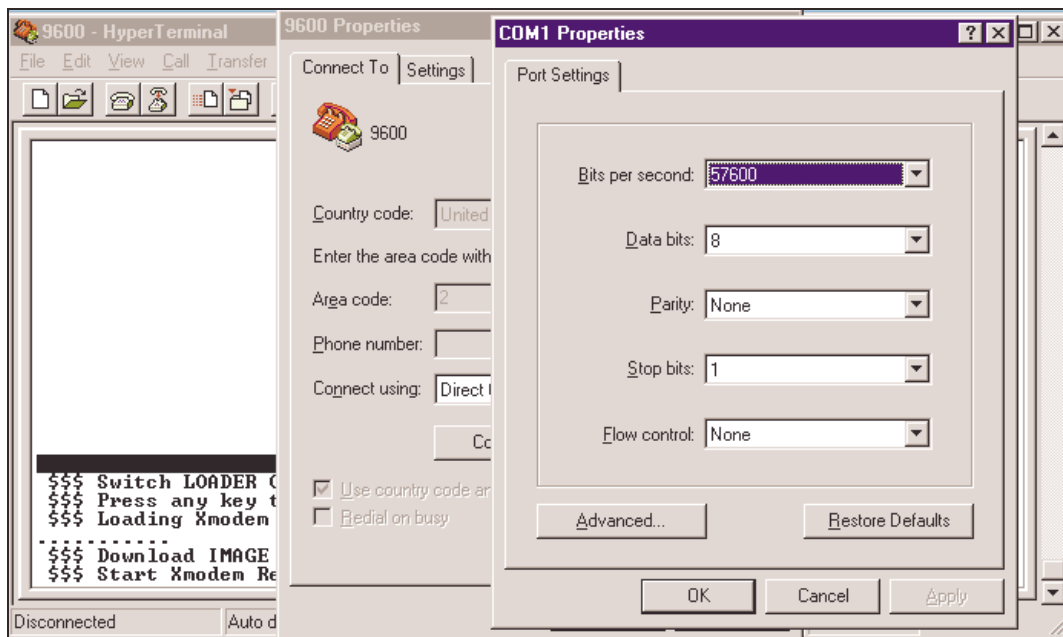 9600 - HyperTerminal
File Edit View Call Transfer
9600 Properties
Connect To Settings
9600
Country code: United
Enter the area code with
Area code: 2
Phone number:
Connect using: Direct
Use country code
Redial on busy
COM1 Properties
Port Settings
Bits per second: 57600
Data bits: 8
Parity: None
Stop bits: 1
Flow control: None
Advanced... Restore Defaults
OK Cancel Apply
$$$ Switch LOADER
$$$ Press any key
$$$ Loading Xmodem
...........
$$$ Download IMAGE
$$$ Start Xmodem
Disconnected
Auto